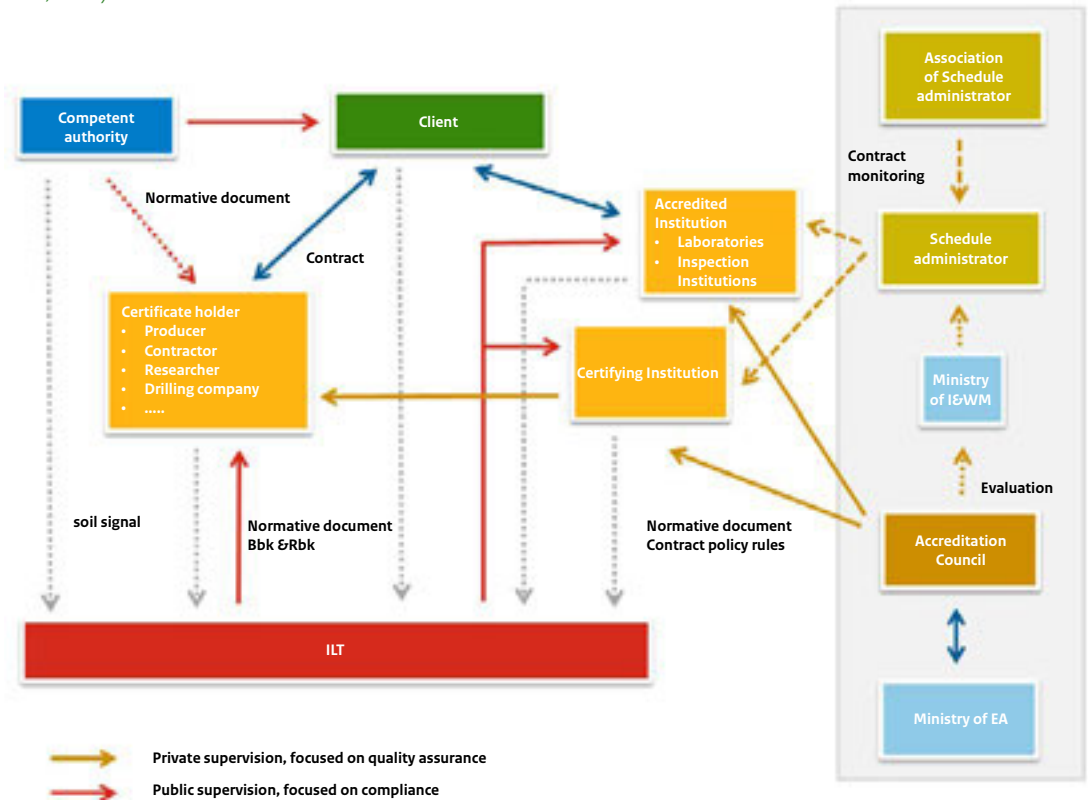 Association
of Schedule
administrator
Competent
authority
Client
Contract
monitoring
Normative document
Accredited
Institution
• Laboratories
• Inspection
Institutions
Schedule
administrator
Contract
Certificate holder
• Producer
• Contractor
• Researcher
• Drilling company
• .....
Certifying Institution
Ministry
of I&WM
Evaluation
soil signal
Normative document
Bbk &Rbk
Normative document
Contract policy rules
Accreditation
Council
ILT
Ministry of EA
Private supervision, focused on quality assurance
Public supervision, focused on compliance